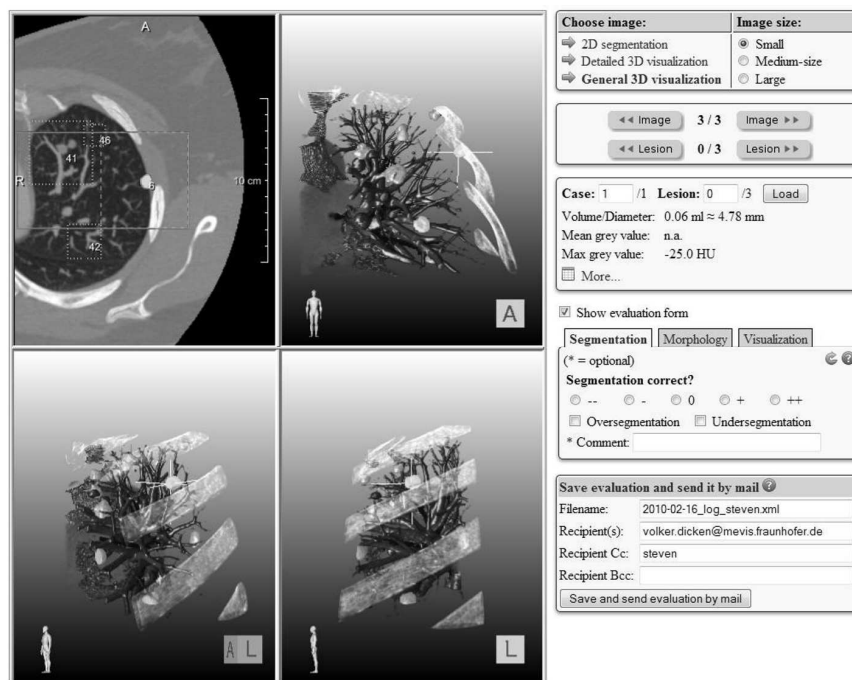 A
46
41
R
6
10 cm
42
A
A L
L
Choose image:
Image size:
2D segmentation
Small
Detailed 3D visualization
Medium-size
General 3D visualization
Large
Image 3 / 3 Image
Lesion 0 / 3 Lesion
Case: 1 /1 Lesion: 0 /3 Load
Volume/Diameter: 0.06 ml ≈ 4.78 mm
Mean grey value: n.a.
Max grey value: -25.0 HU
More...
Show evaluation form
Segmentation Morphology Visualization
(* = optional)
Segmentation correct?
-- - 0 + ++
Oversegmentation Undersegmentation
* Comment:
Save evaluation and send it by mail ?
Filename: 2010-02-16_log_steven.xml
Recipient(s): volker.dicken@mevis.fraunhofer.de
Recipient Cc: steven
Recipient Bcc:
Save and send evaluation by mail